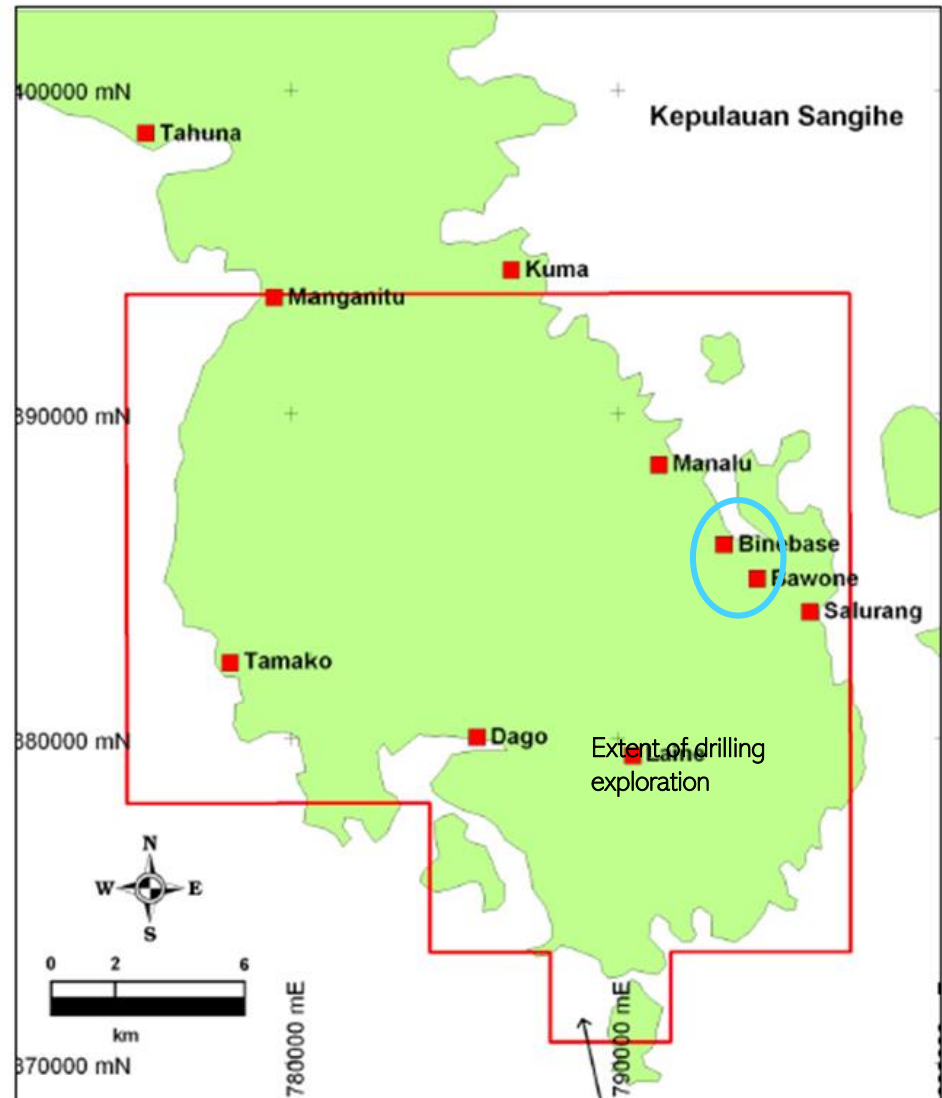 400000 mN
Kepulauan Sangihe
Tahuna
Kuma
Manganitu
390000 mN
Manalu
Binebase
Bawone
Salurang
Tamako
Dago
380000 mN
Extent of drilling
exploration
N
W E
S
0 2 6
km
780000 mE
790000 mE
370000 mN